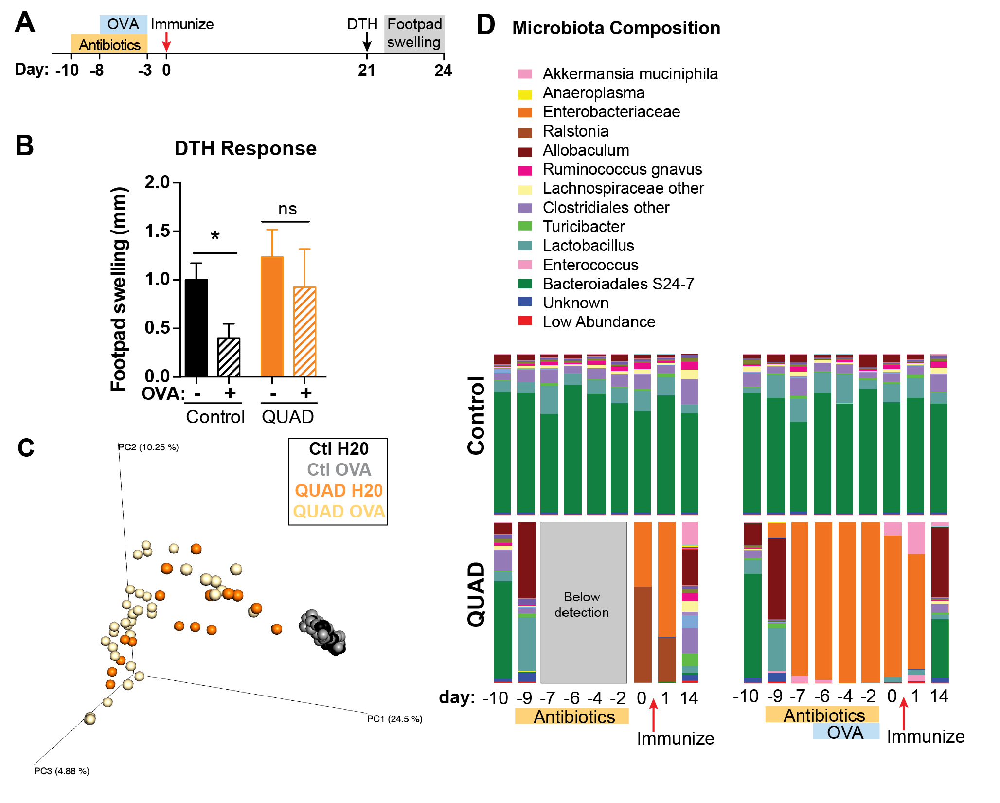 A
OVA
Immunize
Antibiotics
DTH
Footpad
swelling
Day: -10 -8 -3 0 21 24
B
DTH Response
Footpad swelling (mm)
2.0
1.5
1.0
0.5
0.0
*
ns
OVA: - + - +
Control QUAD
C
PC2 (10.25 %)
Ctl H20
Ctl OVA
QUAD H20
QUAD OVA
PC1 (24.5 %)
PC3 (4.88 %)
D
Microbiota Composition
Akkermansia muciniphila
Anaeroplasma
Enterobacteriaceae
Ralstonia
Allobaculum
Ruminococcus gnavus
Lachnospiraceae other
Clostridiales other
Turicibacter
Lactobacillus
Enterococcus
Bacteroiadales S24-7
Unknown
Low Abundance
Control
QUAD
Below
detection
day: -10 -9 -7 -6 -4 -2 0 1 14 -10 -9 -7 -6 -4 -2 0 1 14
Antibiotics
Immunize
Antibiotics
OVA
Immunize